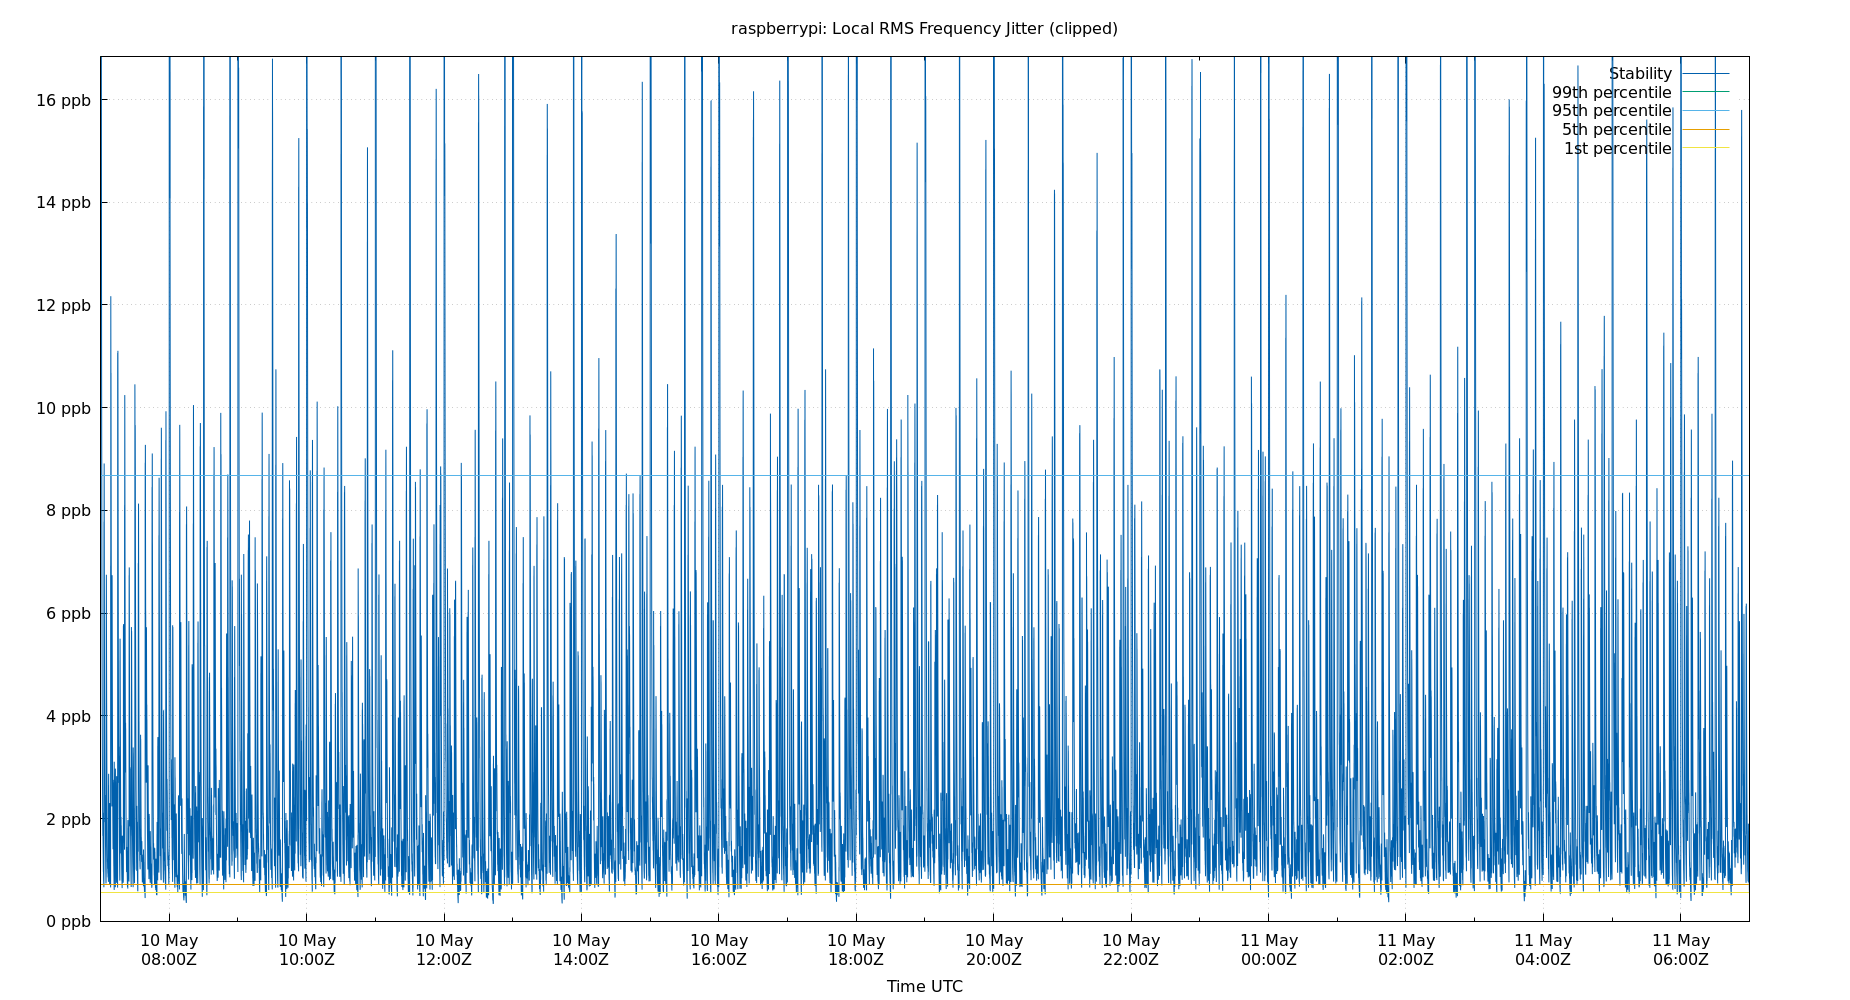 raspberrypi: Local RMS Frequency Jitter (clipped)
Stability
99th percentile
95th percentile
5th percentile
1st percentile
16 ppb
14 ppb
12 ppb
10 ppb
8 ppb
6 ppb
4 ppb
2 ppb
0 ppb
10 May 10 May 10 May 10 May 10 May 10 May 10 May 10 May 11 May 11 May 11 May 11 May
08:00Z 10:00Z 12:00Z 14:00Z 16:00Z 18:00Z 20:00Z 22:00Z 00:00Z 02:00Z 04:00Z 06:00Z
Time UTC